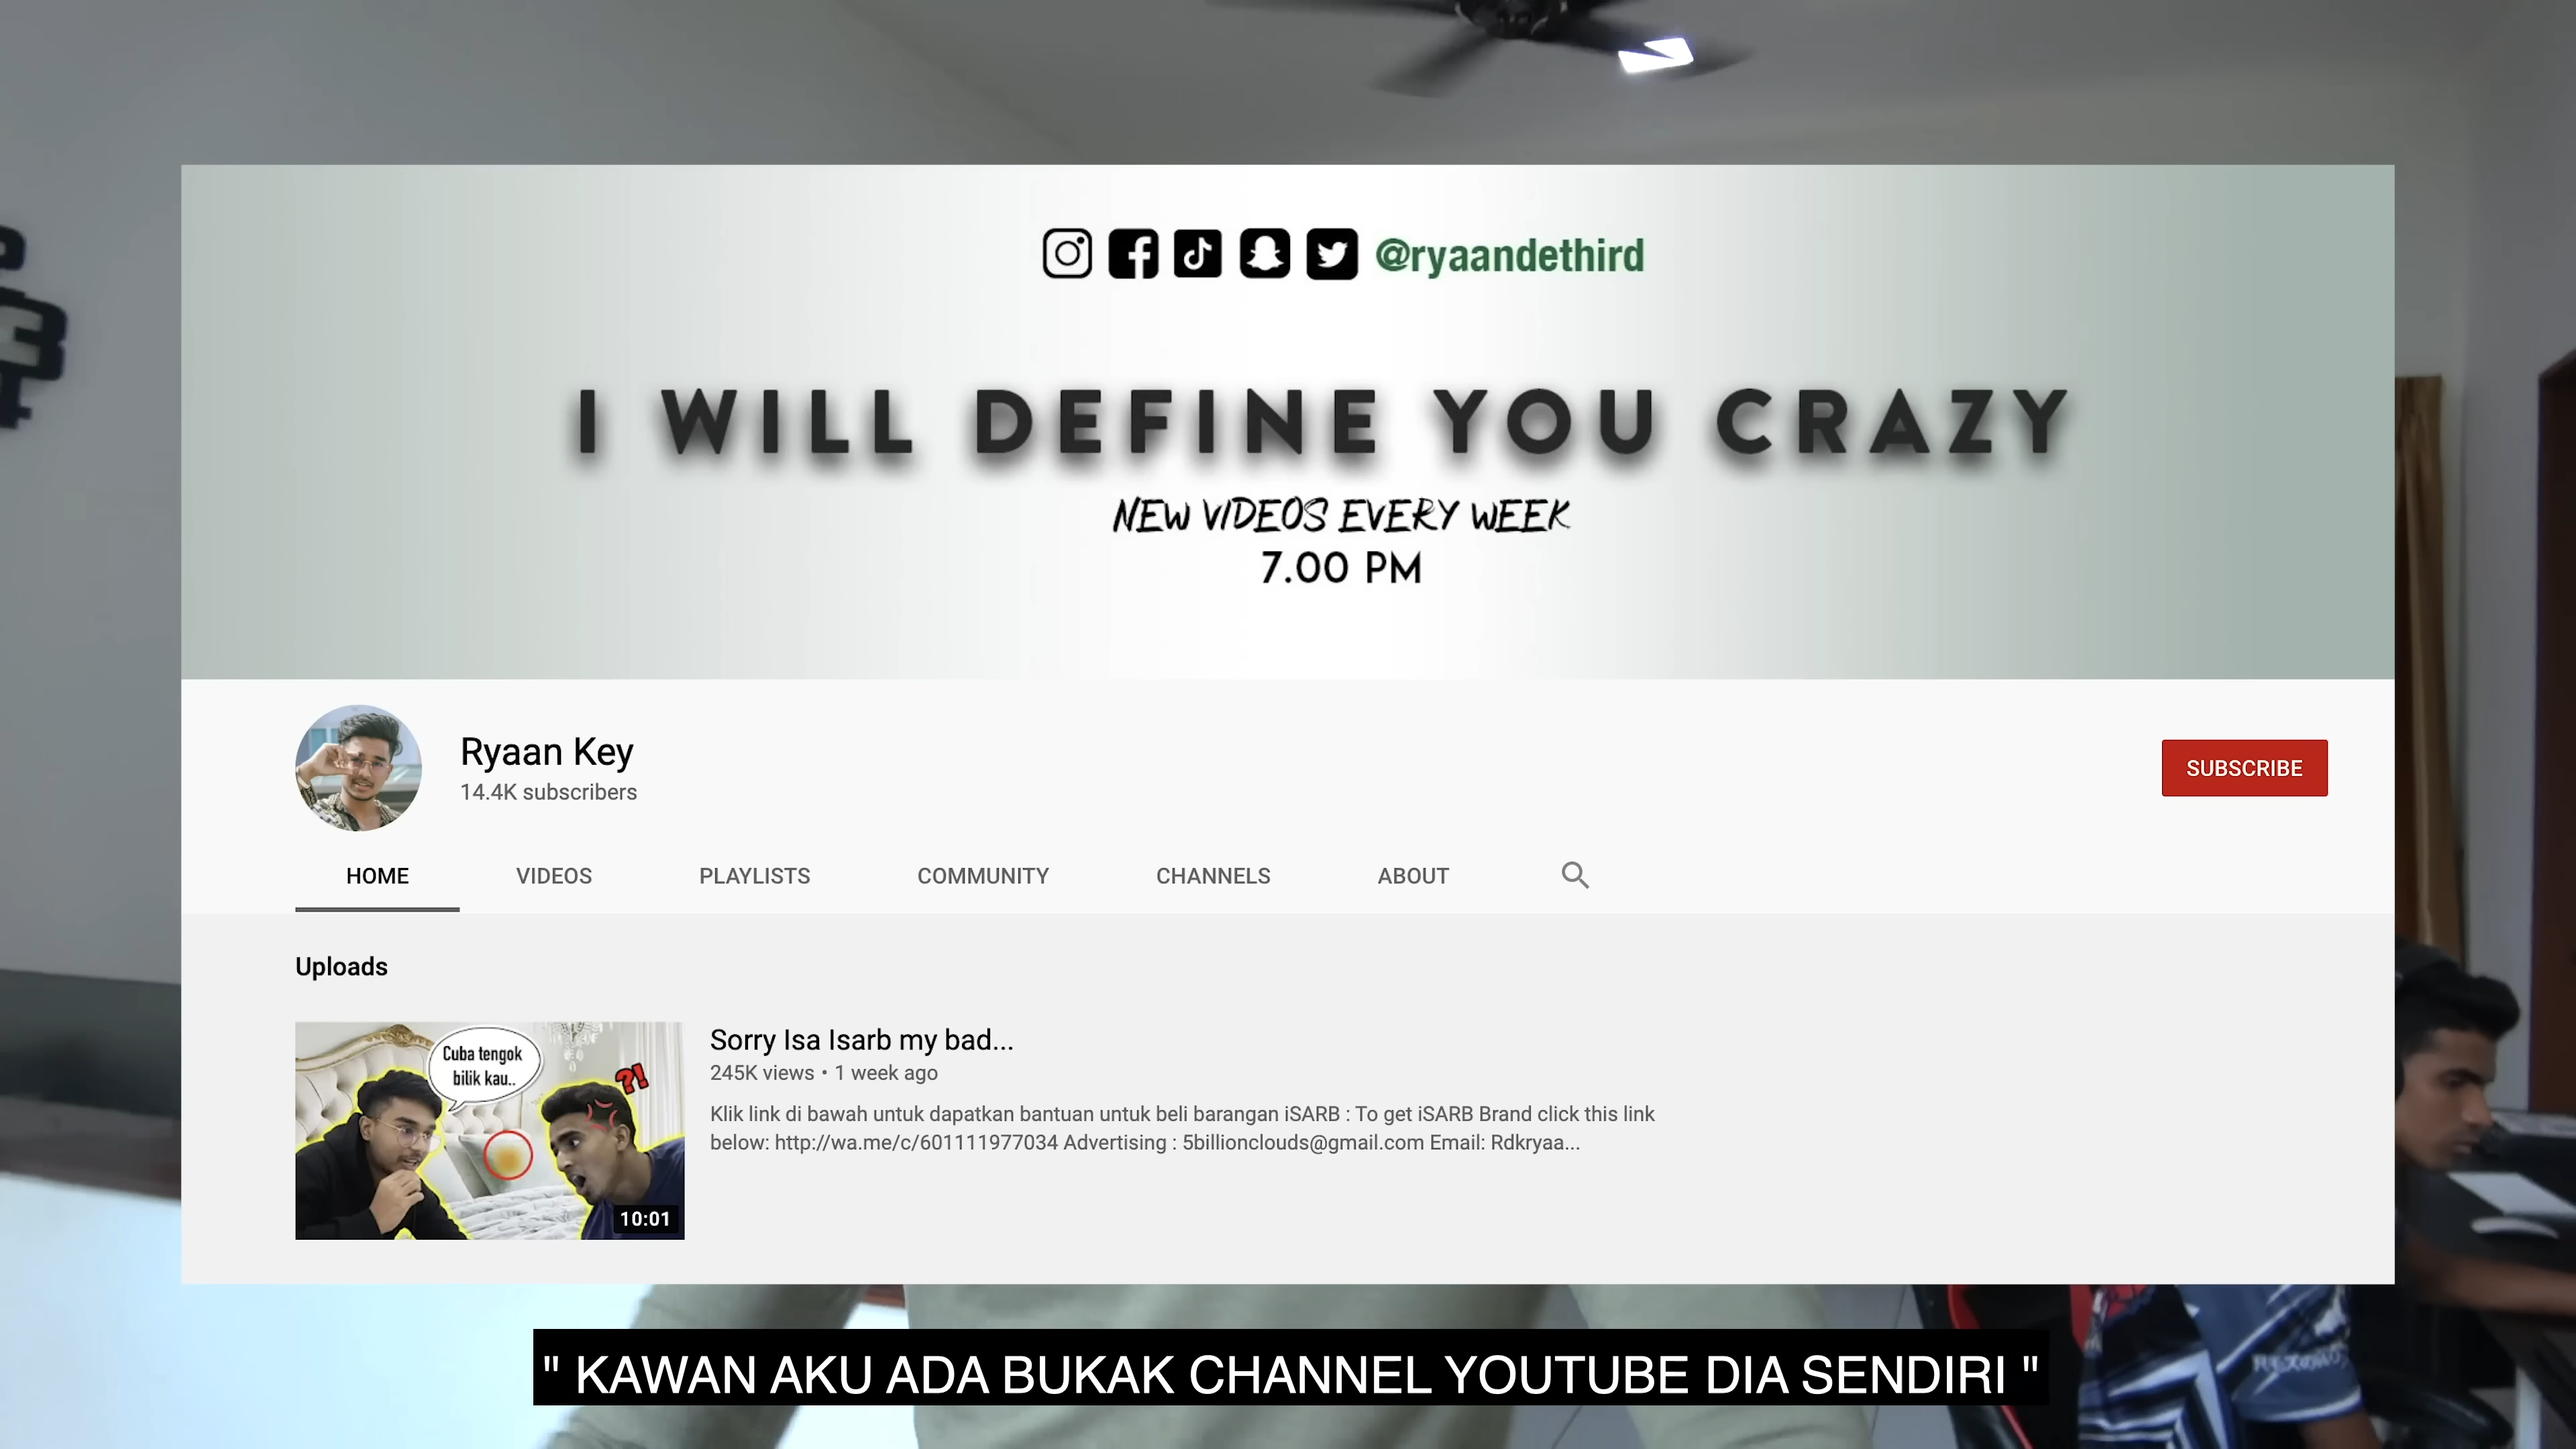 @ryaandethird
I WILL DEFINE YOU CRAZY
NEW VIDEOS EVERY WEEK
7.00 PM
Ryaan Key
14.4K subscribers
SUBSCRIBE
HOME VIDEOS PLAYLISTS COMMUNITY CHANNELS ABOUT
Uploads
Cuba tengok
bilik kau..
?!
10:01
Sorry Isa Isarb my bad...
245K views • 1 week ago
Klik link di bawah untuk dapatkan bantuan untuk beli barangan iSARB : To get iSARB Brand click this link
below: http://wa.me/c/601111977034 Advertising : 5billionclouds@gmail.com Email: Rdkryaa...
" KAWAN AKU ADA BUKAK CHANNEL YOUTUBE DIA SENDIRI "